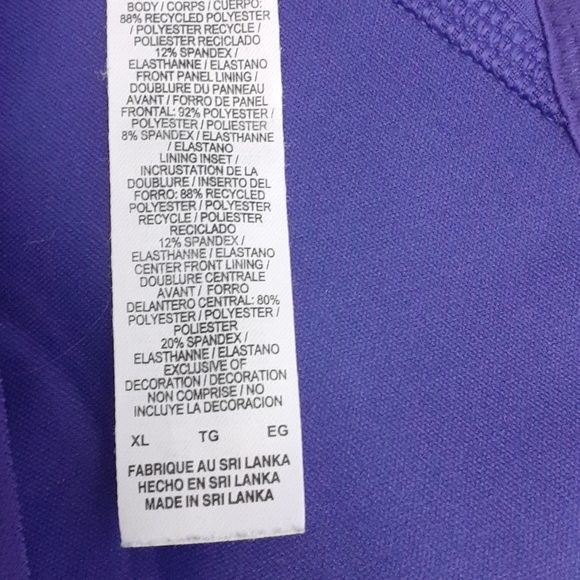 BODY / CORPS / CUERPO:
88% RECYCLED POLYESTER
/ POLYESTER RECYCLE /
POLIESTER RECICLADO
12% SPANDEX /
ELASTHANNE / ELASTANO
FRONT PANEL LINING /
DOUBLURE DU PANNEAU
AVANT / FORRO DE PANEL
FRONTAL: 92% POLYESTER /
POLYESTER / POLIESTER
8% SPANDEX / ELASTHANNE
/ ELASTANO
LINING INSET /
INCRUSTATION DE LA
DOUBLURE / INSERTO DEL
FORRO: 88% RECYCLED
POLYESTER / POLYESTER
RECYCLE / POLIESTER
RECICLADO
12% SPANDEX /
ELASTHANNE / ELASTANO
CENTER FRONT LINING /
DOUBLURE CENTRALE
AVANT / FORRO
DELANTERO CENTRAL: 80%
POLYESTER / POLYESTER /
POLIESTER
20% SPANDEX /
ELASTHANNE / ELASTANO
EXCLUSIVE OF
DECORATION / DECORATION
NON COMPRISE / NO
INCLUYE LA DECORACION
XL TG EG
FABRIQUE AU SRI LANKA
HECHO EN SRI LANKA
MADE IN SRI LANKA